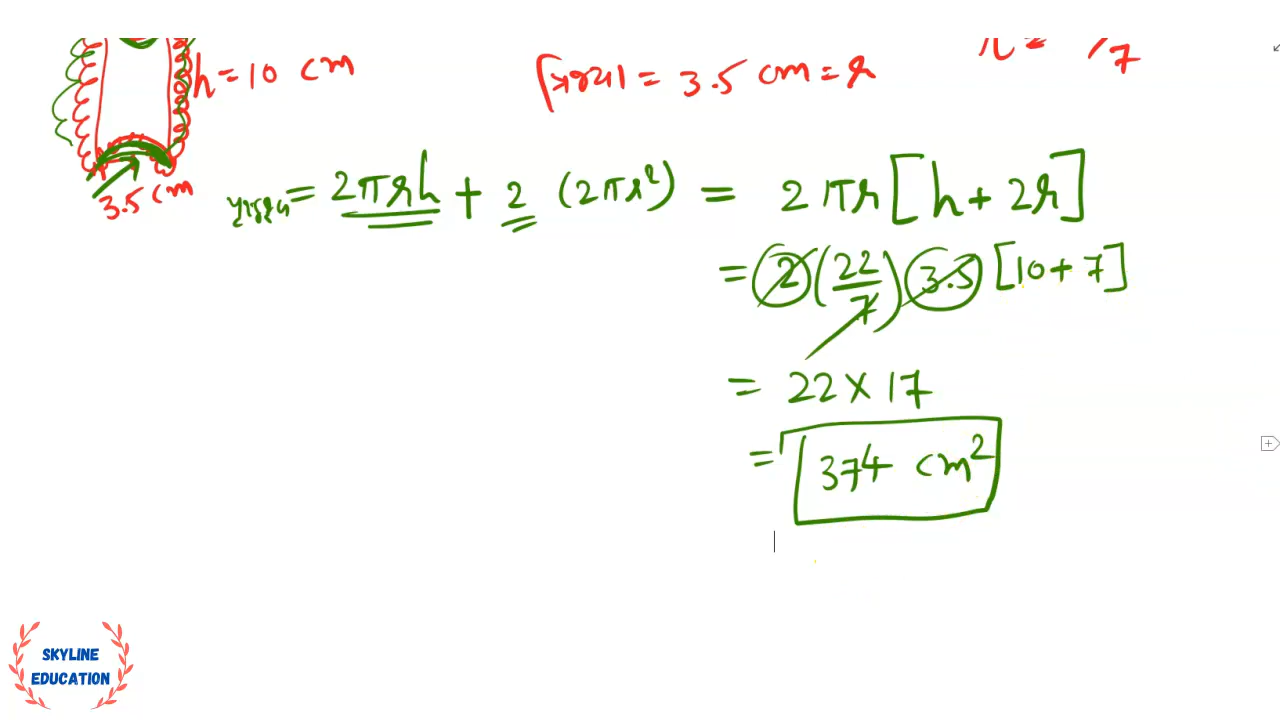 h = 10 cm
= 3.5 cm = r
7
3.5 cm
= 2πrh + 2 (2πr²) = 2πr [h + 2r]
= 2 (22/7) 3.5 [10 + 7]
= 22 × 17
= 374 cm²
SKYLINE
EDUCATION